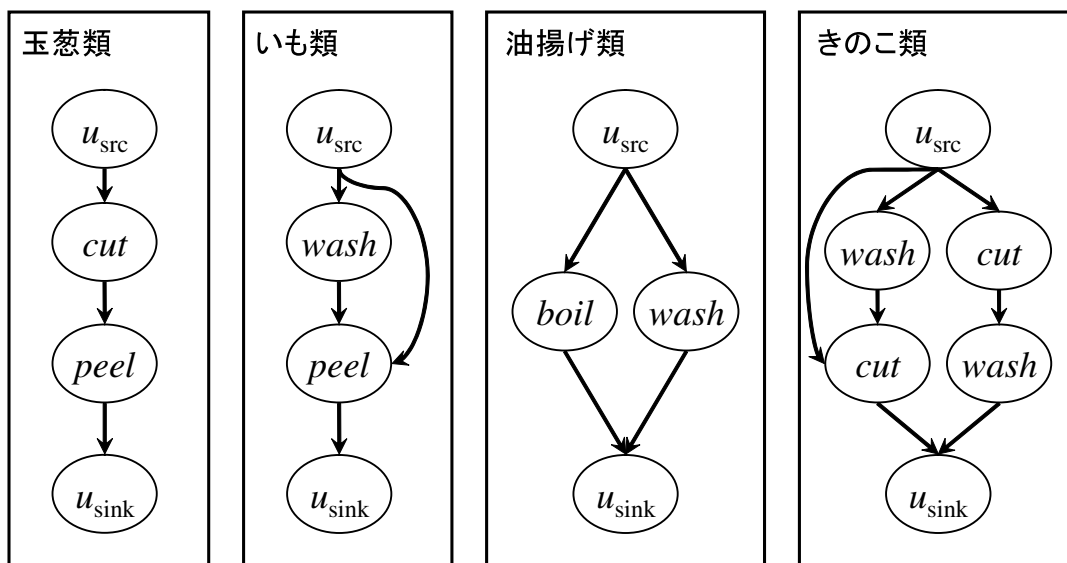 玉葱類
u_src
cut
peel
u_sink
いも類
u_src
wash
peel
u_sink
油揚げ類
u_src
boil wash
u_sink
きのこ類
u_src
wash cut
cut wash
u_sink